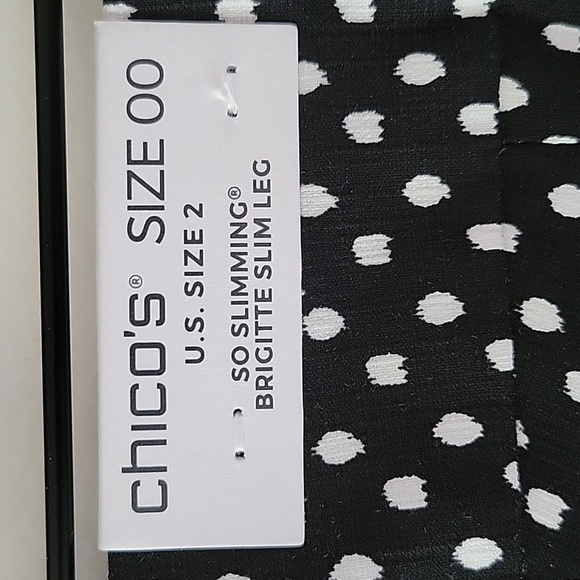 chico's® SIZE 00
U.S. SIZE 2
SO SLIMMING®
BRIGITTE SLIM LEG